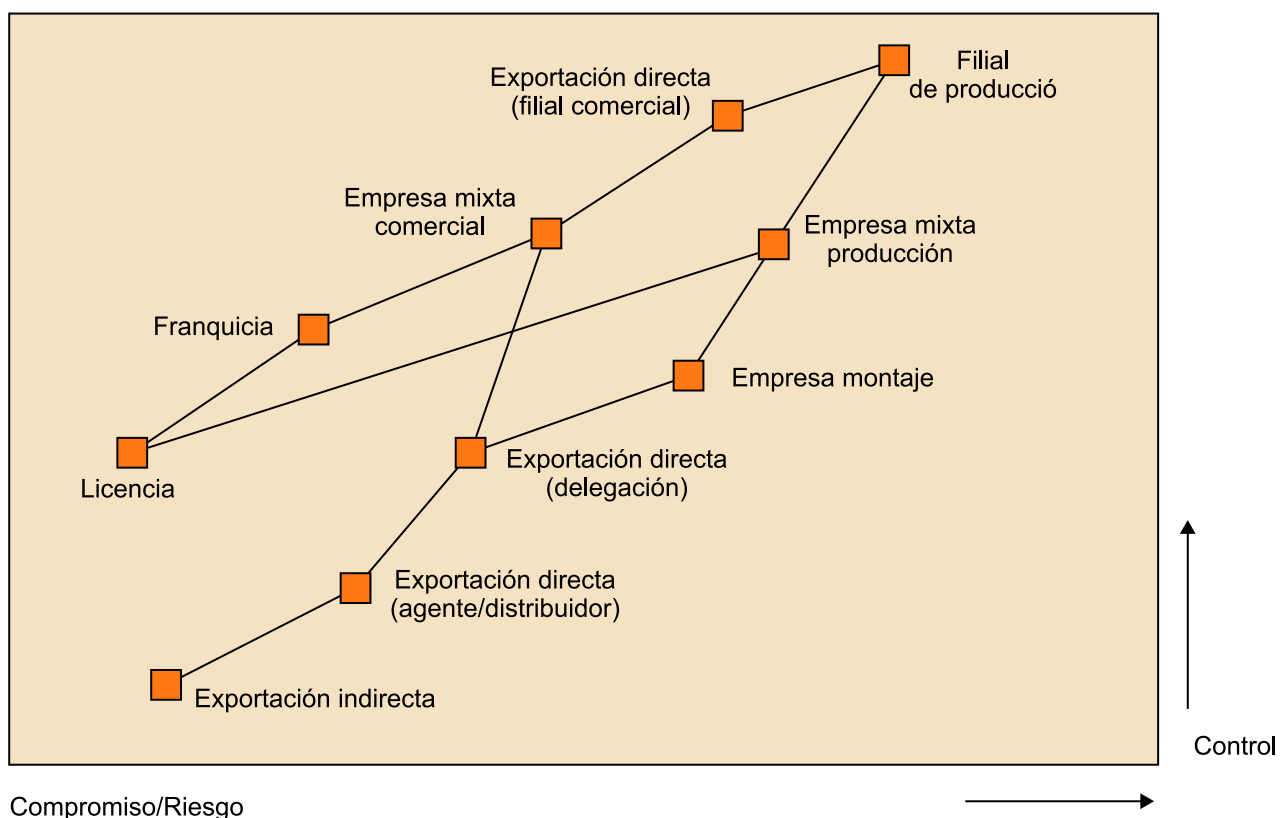 Exportación directa
(filial comercial)
Filial
de producció
Empresa mixta
comercial
Empresa mixta
producción
Franquicia
Empresa montaje
Licencia
Exportación directa
(delegación)
Exportación directa
(agente/distribuidor)
Exportación indirecta
Control
Compromiso/Riesgo